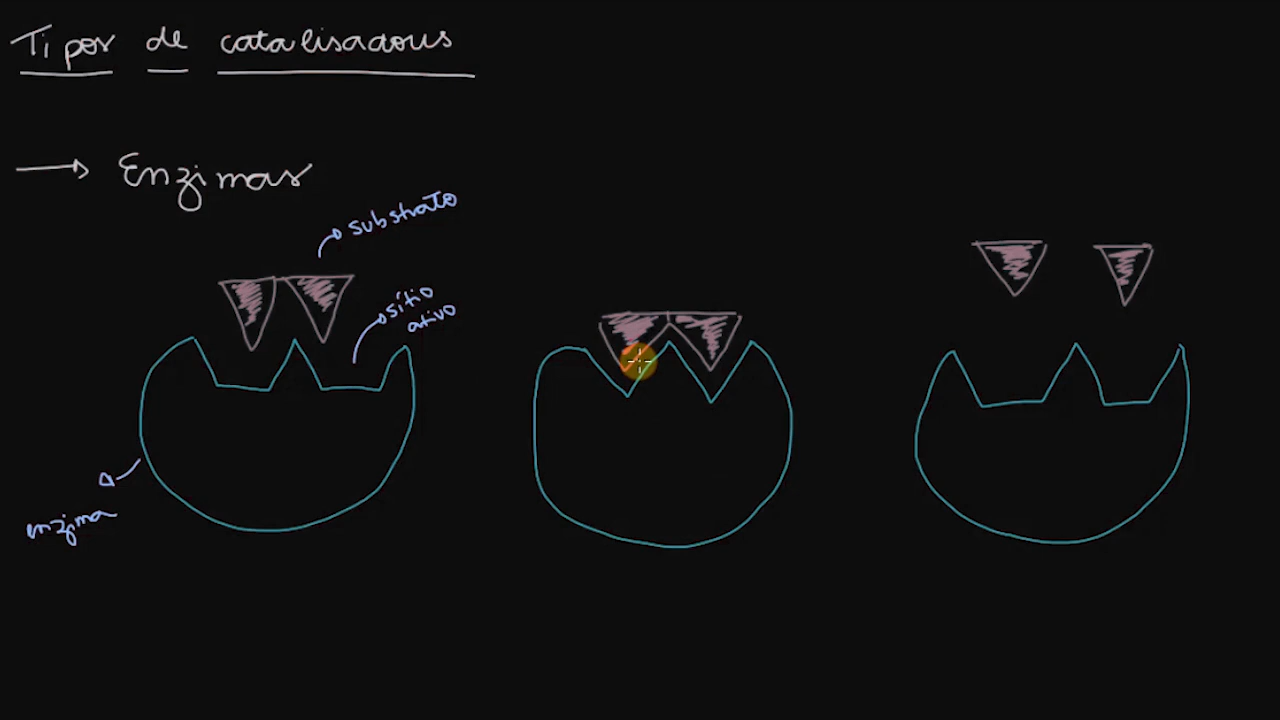 Tipos de catalisadores
Enzimas
substrato
sítio
ativo
enzima